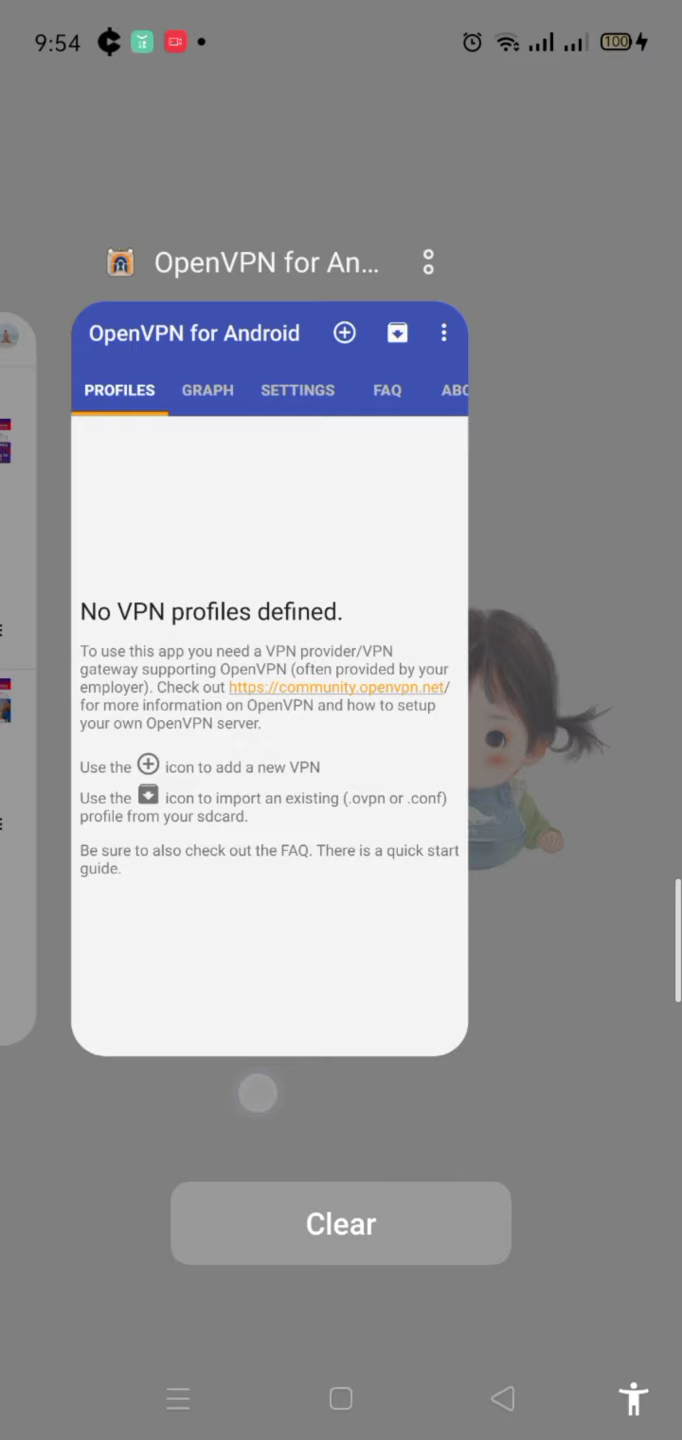 9:54
100
OpenVPN for An...
OpenVPN for Android
PROFILES GRAPH SETTINGS FAQ ABO
No VPN profiles defined.
To use this app you need a VPN provider/VPN
gateway supporting OpenVPN (often provided by your
employer). Check out https://community.openvpn.net/
for more information on OpenVPN and how to setup
your own OpenVPN server.
Use the icon to add a new VPN
Use the icon to import an existing (.ovpn or .conf)
profile from your sdcard.
Be sure to also check out the FAQ. There is a quick start
guide.
Clear